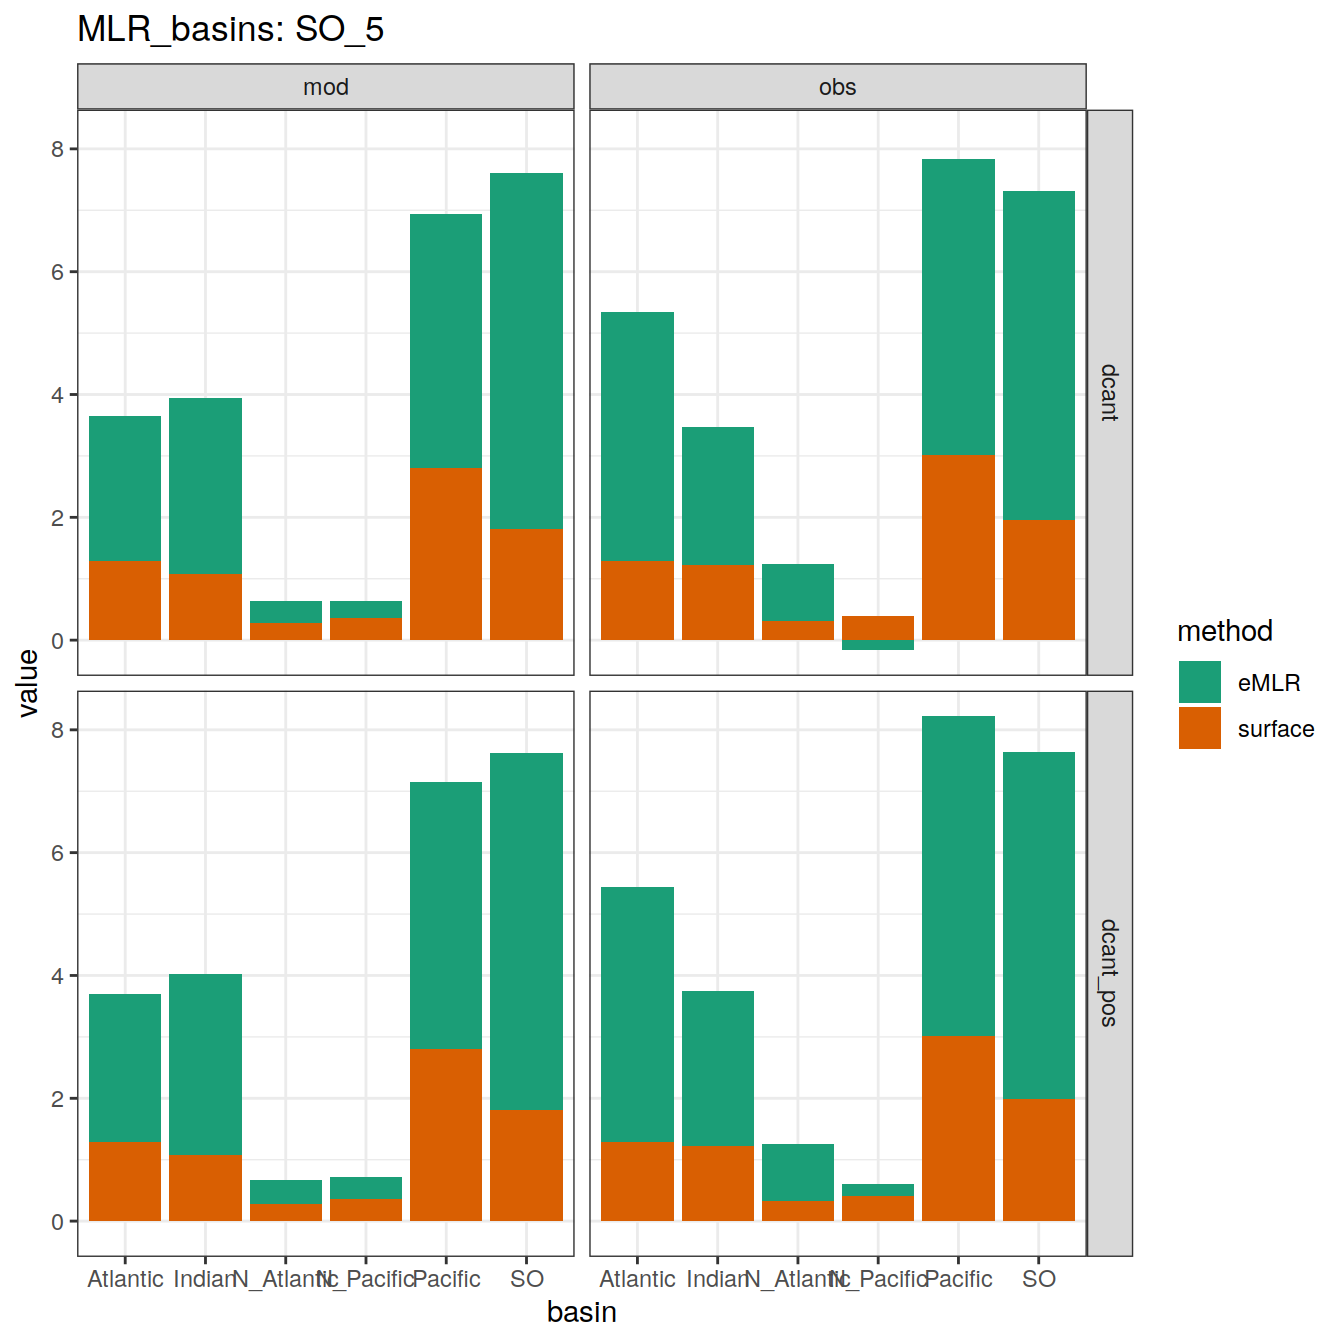 MLR_basins: SO_5
mod
obs
8
6
4
2
0
dcant
value
8
6
4
2
0
dcant_pos
Atlantic Indian N_Atlantic N_Pacific Pacific SO
Atlantic Indian N_Atlantic N_Pacific Pacific SO
basin
method
eMLR
surface